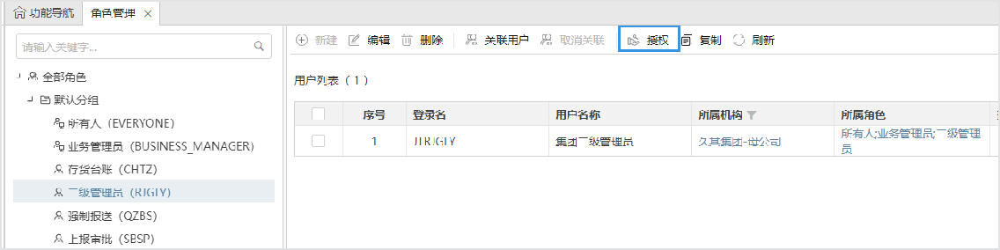 功能导航 角色管理
请输入关键字... 新建 编辑 删除 关联用户 取消关联 授权 复制 刷新
全部角色
用户列表（ 1 ）
默认分组
序号 登录名 用户名称 所属机构 所属角色
所有人（EVERYONE）
业务管理员（BUSINESS_MANAGER）
1 集团二级管理员 久其集团-母公司 所有人;业务管理员;二级管理员
存货台账（CHTZ）
二级管理员（RJGLY）
强制报送（QZBS）
上报审批（SBSP）